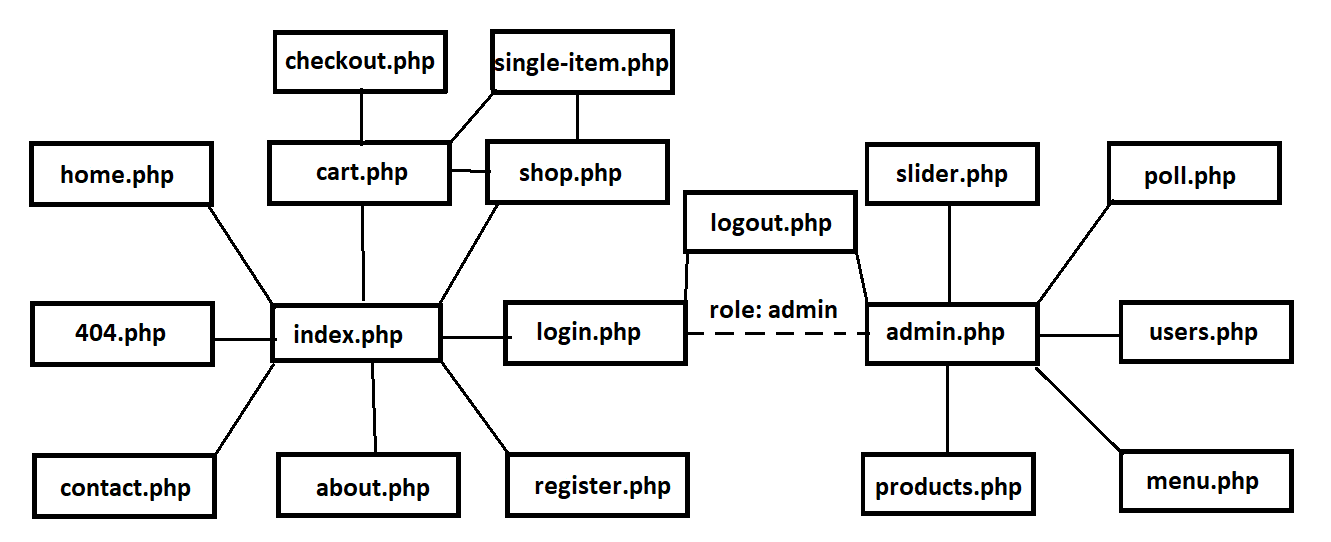 checkout.php
single-item.php
home.php
cart.php
shop.php
slider.php
poll.php
logout.php
404.php
index.php
login.php
role: admin
admin.php
users.php
contact.php
about.php
register.php
products.php
menu.php